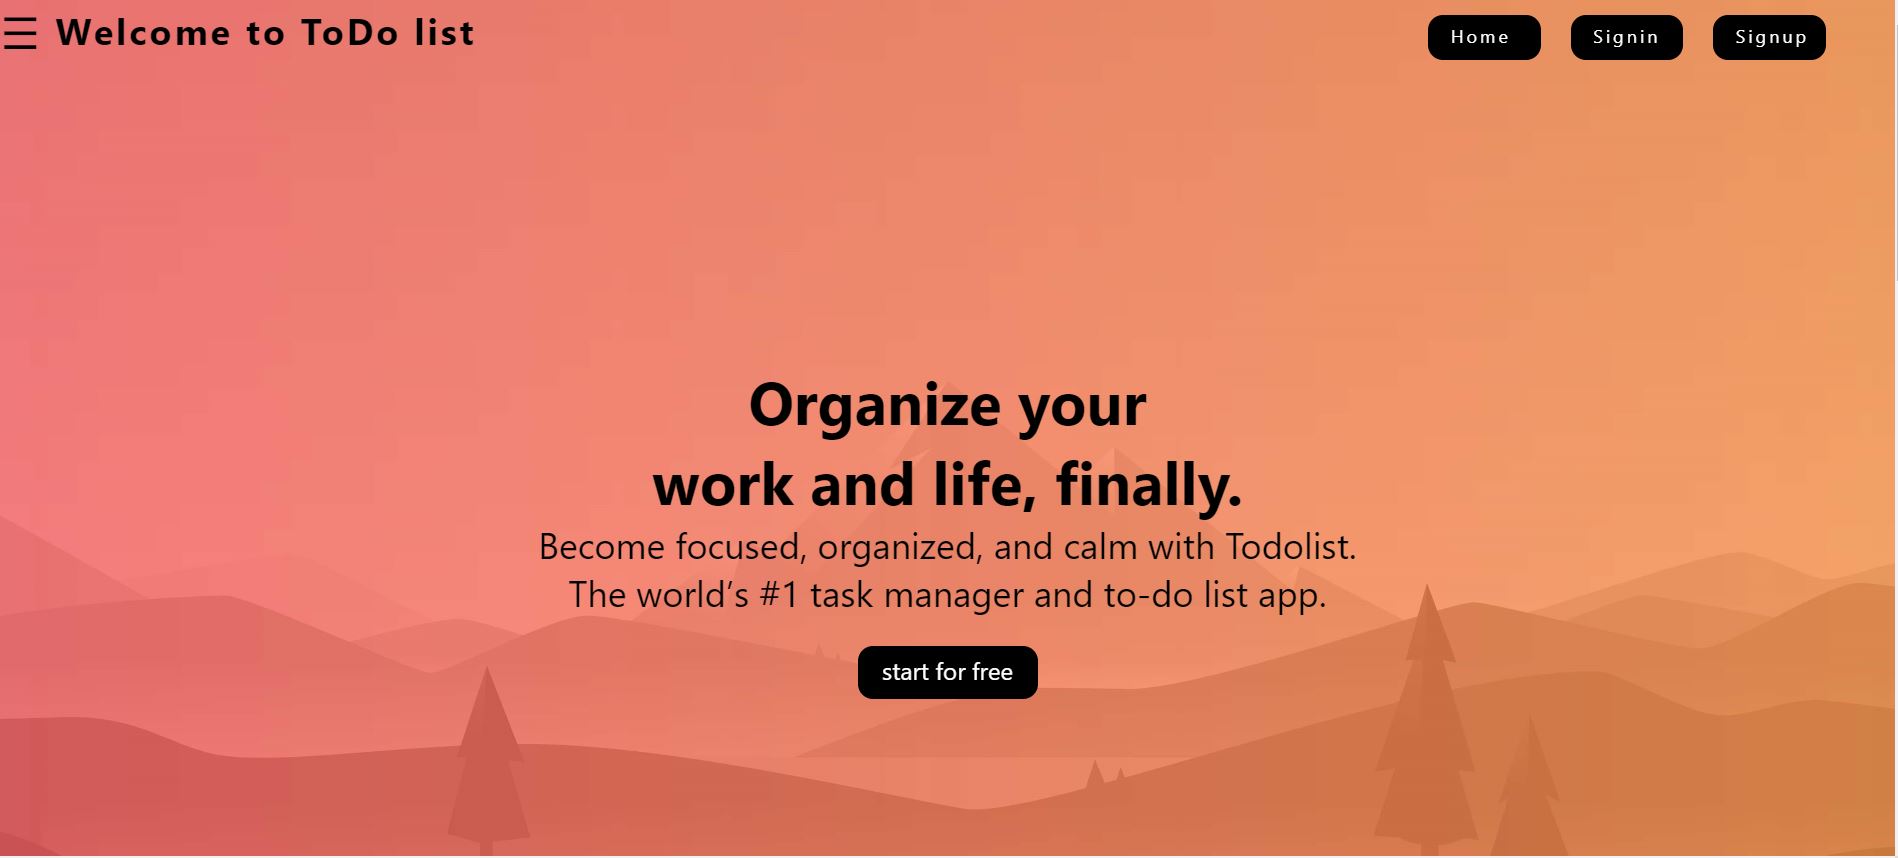 Welcome to ToDo list
Home
Signin
Signup
Organize your
work and life, finally.
Become focused, organized, and calm with Todolist.
The world’s #1 task manager and to-do list app.
start for free